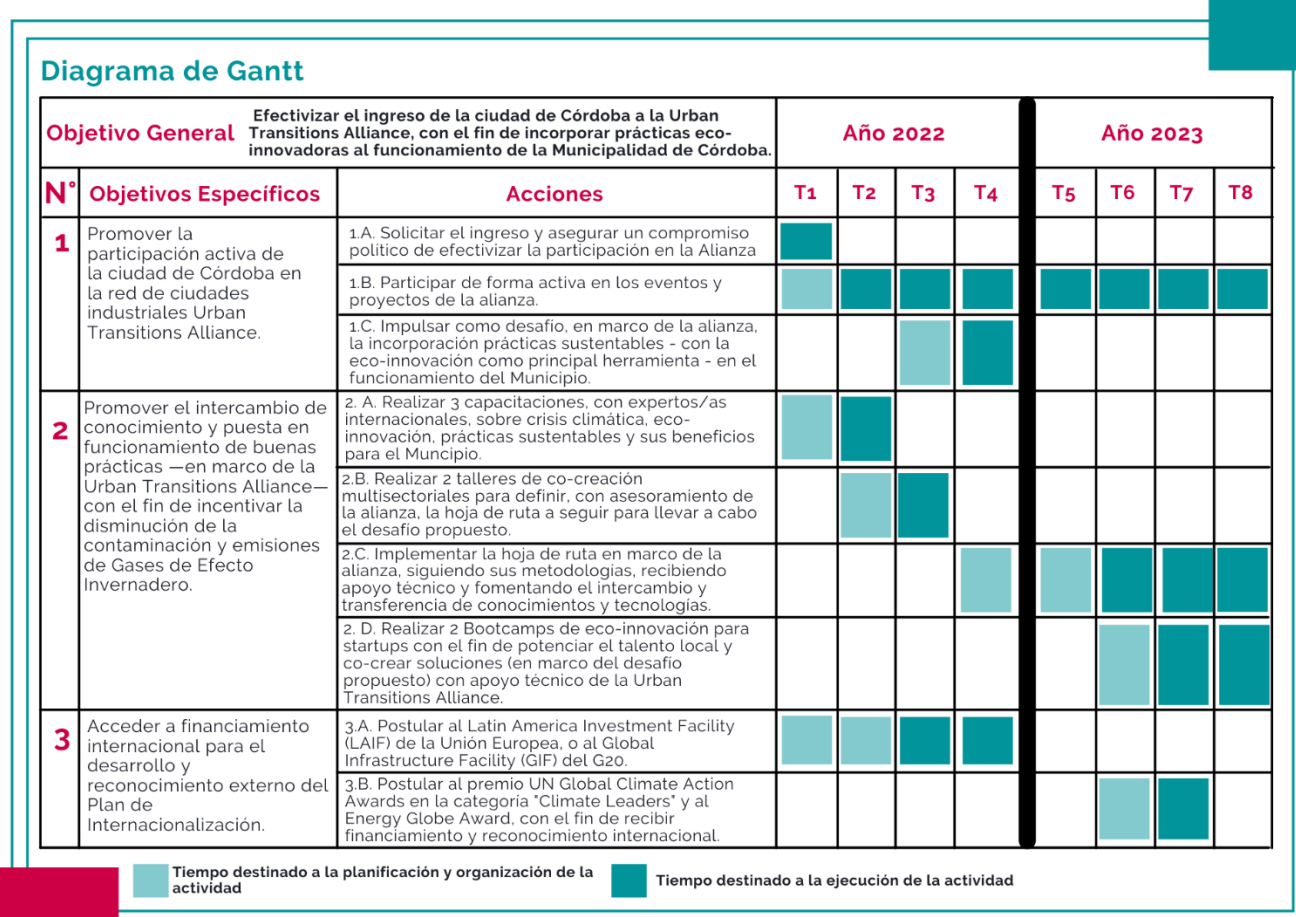 Diagrama de Gantt
Objetivo General
Efectivizar el ingreso de la ciudad de Córdoba a la Urban
Transitions Alliance, con el fin de incorporar prácticas eco-
innovadoras al funcionamiento de la Municipalidad de Córdoba.
Año 2022
Año 2023
N°
Objetivos Específicos
Acciones
T1
T2
T3
T4
T5
T6
T7
T8
1
Promover la
participación activa de
la ciudad de Córdoba en
la red de ciudades
industriales Urban
Transitions Alliance.
1.A. Solicitar el ingreso y asegurar un compromiso
político de efectivizar la participación en la Alianza
1.B. Participar de forma activa en los eventos y
proyectos de la alianza.
1.C. Impulsar como desafío, en marco de la alianza,
la incorporación prácticas sustentables - con la
eco-innovación como principal herramienta - en el
funcionamiento del Municipio.
2
Promover el intercambio de
conocimiento y puesta en
funcionamiento de buenas
prácticas —en marco de la
Urban Transitions Alliance—
con el fin de incentivar la
disminución de la
contaminación y emisiones
de Gases de Efecto
Invernadero.
2. A. Realizar 3 capacitaciones, con expertos/as
internacionales, sobre crisis climática, eco-
innovación, prácticas sustentables y sus beneficios
para el Muncipio.
2.B. Realizar 2 talleres de co-creación
multisectoriales para definir, con asesoramiento de
la alianza, la hoja de ruta a seguir para llevar a cabo
el desafío propuesto.
2.C. Implementar la hoja de ruta en marco de la
alianza, siguiendo sus metodologías, recibiendo
apoyo técnico y fomentando el intercambio y
transferencia de conocimientos y tecnologías.
2. D. Realizar 2 Bootcamps de eco-innovación para
startups con el fin de potenciar el talento local y
co-crear soluciones (en marco del desafío
propuesto) con apoyo técnico de la Urban
Transitions Alliance.
3
Acceder a financiamiento
internacional para el
desarrollo y
reconocimiento externo del
Plan de
Internacionalización.
3.A. Postular al Latin America Investment Facility
(LAIF) de la Unión Europea, o al Global
Infrastructure Facility (GIF) del G20.
3.B. Postular al premio UN Global Climate Action
Awards en la categoría "Climate Leaders" y al
Energy Globe Award, con el fin de recibir
financiamiento y reconocimiento internacional.
Tiempo destinado a la planificación y organización de la
actividad
Tiempo destinado a la ejecución de la actividad